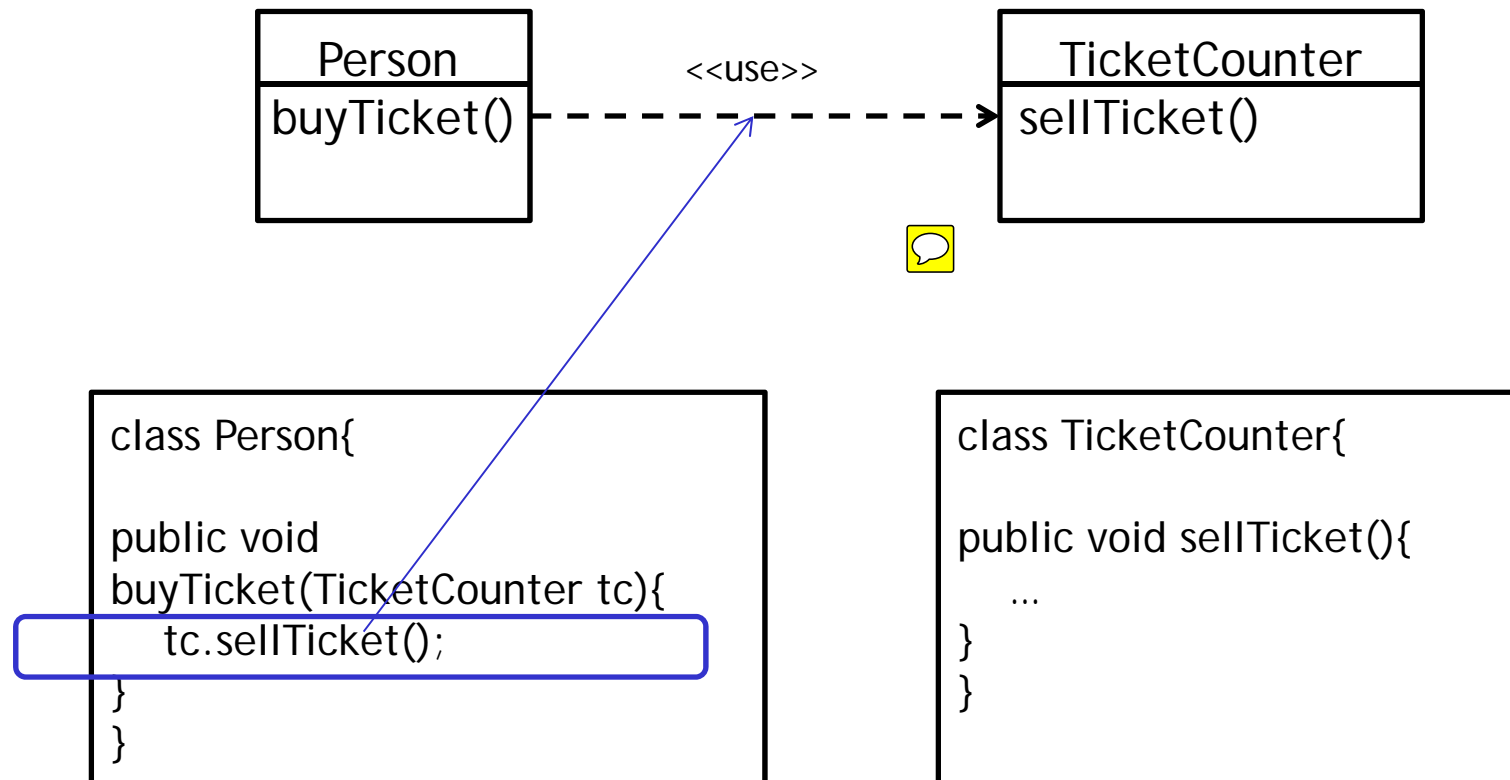 Person
buyTicket()
<<use>>
TicketCounter
sellTicket()
class Person{
public void
buyTicket(TicketCounter tc){
tc.sellTicket();
}
}
class TicketCounter{
public void sellTicket(){
...
}
}